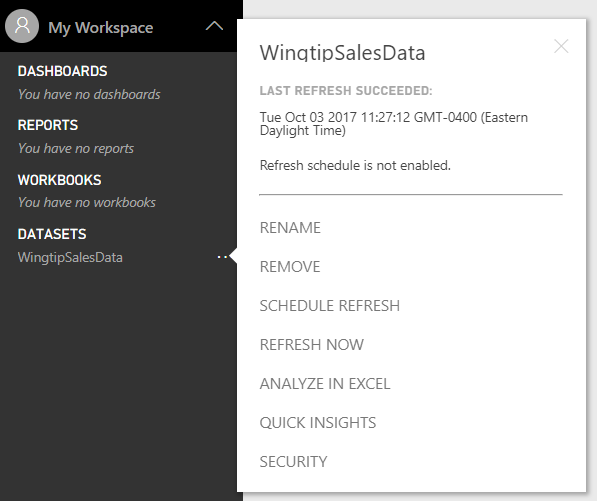 My Workspace
DASHBOARDS
You have no dashboards
REPORTS
You have no reports
WORKBOOKS
You have no workbooks
DATASETS
WingtipSalesData
WingtipSalesData
LAST REFRESH SUCCEEDED:
Tue Oct 03 2017 11:27:12 GMT-0400 (Eastern
Daylight Time)
Refresh schedule is not enabled.
RENAME
REMOVE
SCHEDULE REFRESH
REFRESH NOW
ANALYZE IN EXCEL
QUICK INSIGHTS
SECURITY